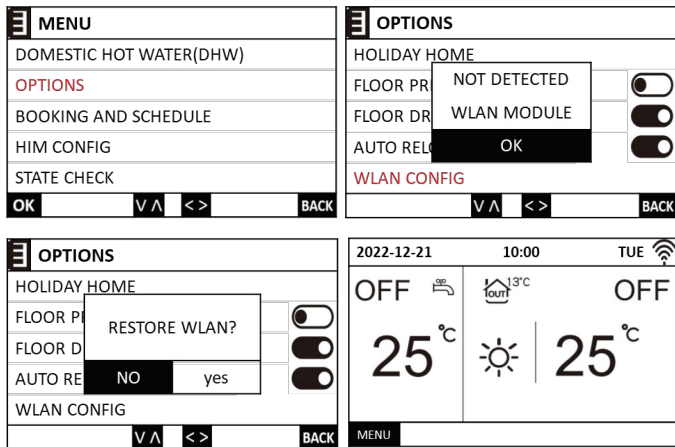 MENU
DOMESTIC HOT WATER(DHW)
OPTIONS
BOOKING AND SCHEDULE
HIM CONFIG
STATE CHECK
OK V Λ < > BACK
OPTIONS
HOLIDAY HOME
FLOOR PR
FLOOR DR
AUTO RELO
WLAN CONFIG
NOT DETECTED
WLAN MODULE
OK
V Λ < > BACK
OPTIONS
HOLIDAY HOME
FLOOR P
FLOOR D
AUTO RE
WLAN CONFIG
RESTORE WLAN?
NO yes
V Λ < > BACK
2022-12-21 10:00 TUE
OFF OUT 13°C OFF
25°C 25°C
MENU